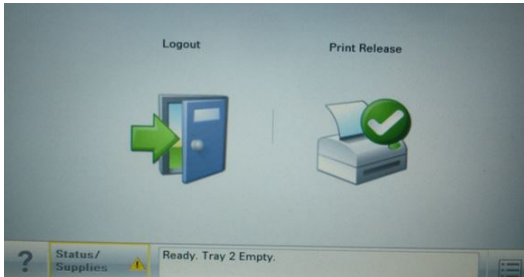 Logout
Print Release
?
Status/
Supplies
Ready. Tray 2 Empty.